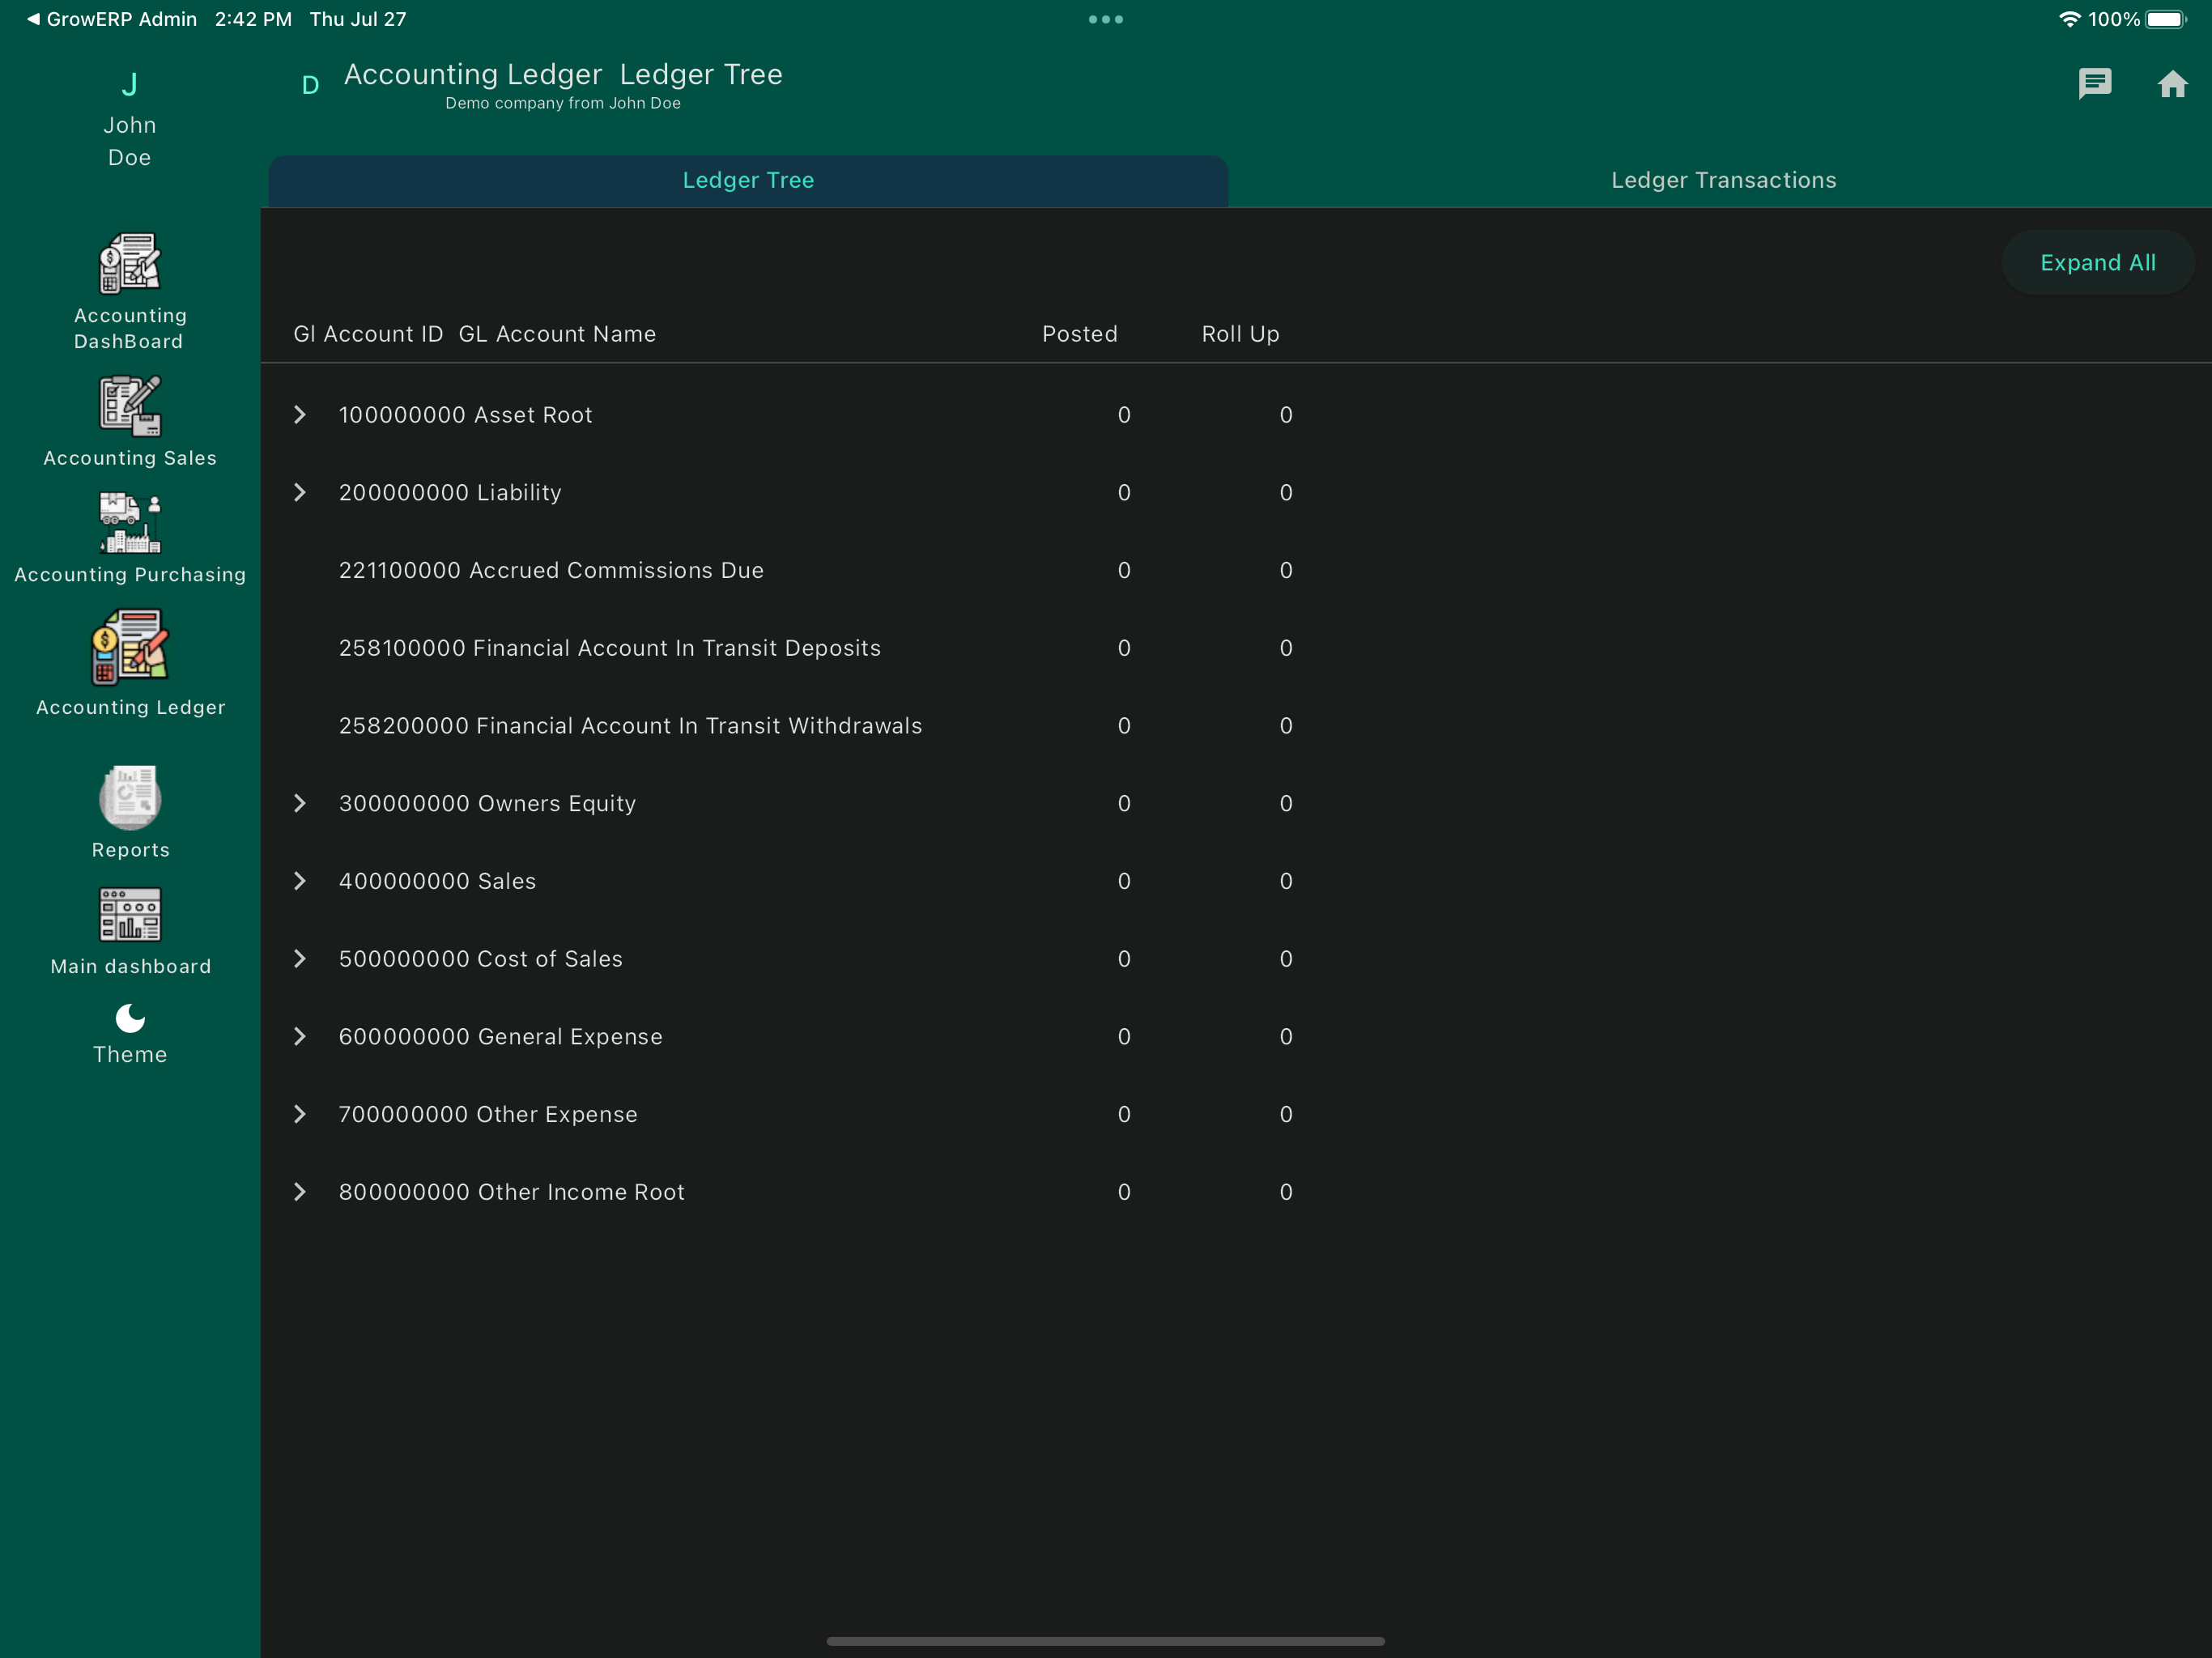 ◀ GrowERP Admin 2:42 PM Thu Jul 27
100%
J
John
Doe
D
Accounting Ledger Ledger Tree
Demo company from John Doe
Ledger Tree
Ledger Transactions
Accounting
DashBoard
Accounting Sales
Accounting Purchasing
Accounting Ledger
Reports
Main dashboard
Theme
Expand All
Gl Account ID GL Account Name Posted Roll Up
100000000 Asset Root 0 0
200000000 Liability 0 0
221100000 Accrued Commissions Due 0 0
258100000 Financial Account In Transit Deposits 0 0
258200000 Financial Account In Transit Withdrawals 0 0
300000000 Owners Equity 0 0
400000000 Sales 0 0
500000000 Cost of Sales 0 0
600000000 General Expense 0 0
700000000 Other Expense 0 0
800000000 Other Income Root 0 0